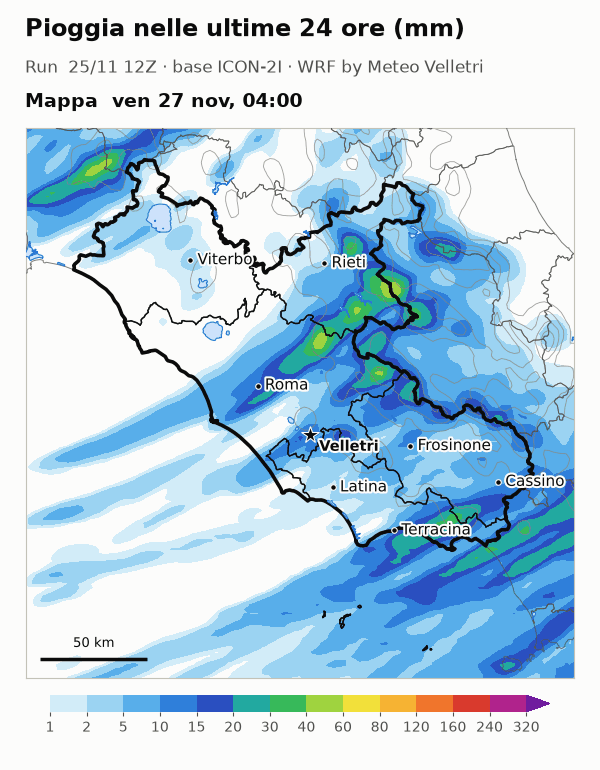 Pioggia nelle ultime 24 ore (mm)
Run  25/11 12Z · base ICON-2I · WRF by Meteo Velletri
Mappa  ven 27 nov, 04:00
Viterbo
Rieti
Roma
Velletri
Frosinone
Cassino
Latina
Terracina
50 km
1 2 5 10 15 20 30 40 60 80 120 160 240 320